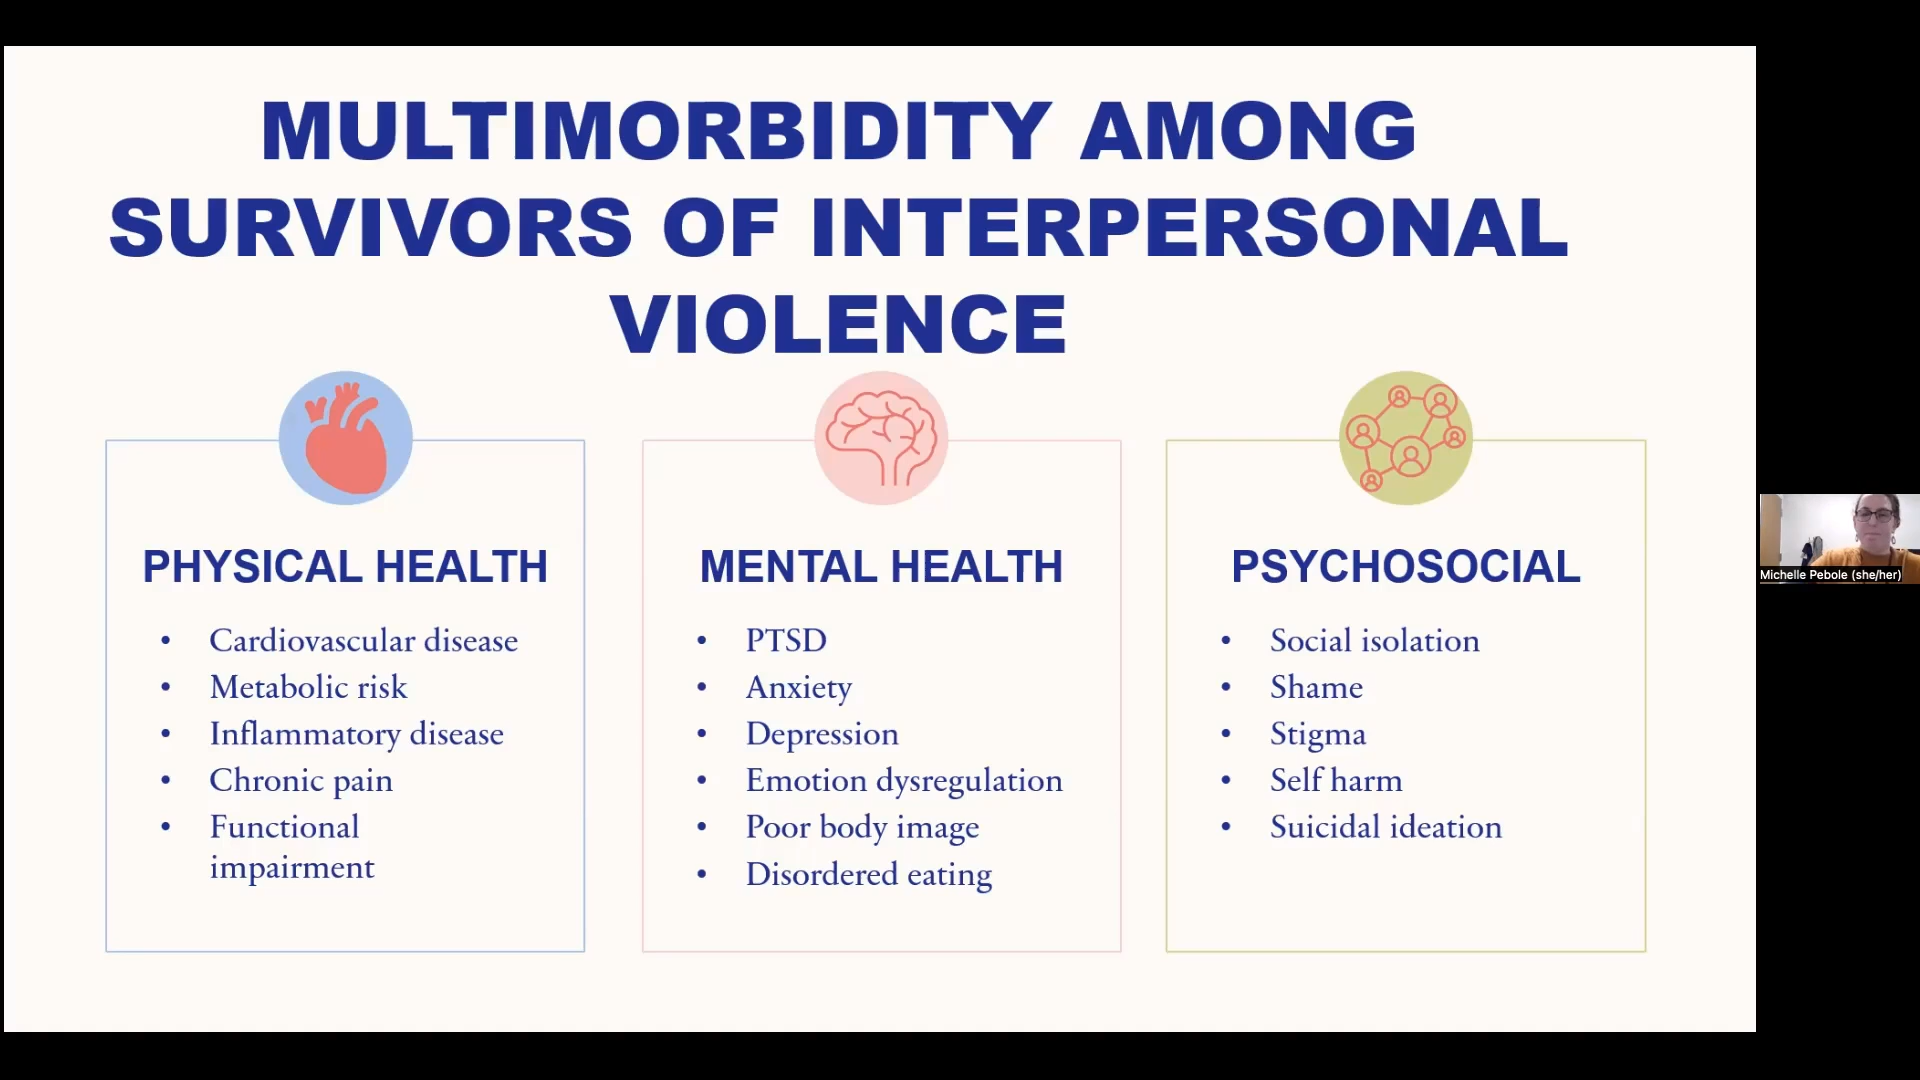 MULTIMORBIDITY AMONG
SURVIVORS OF INTERPERSONAL
VIOLENCE
PHYSICAL HEALTH
• Cardiovascular disease
• Metabolic risk
• Inflammatory disease
• Chronic pain
• Functional
impairment
MENTAL HEALTH
• PTSD
• Anxiety
• Depression
• Emotion dysregulation
• Poor body image
• Disordered eating
PSYCHOSOCIAL
• Social isolation
• Shame
• Stigma
• Self harm
• Suicidal ideation
Michelle Pebole (she/her)